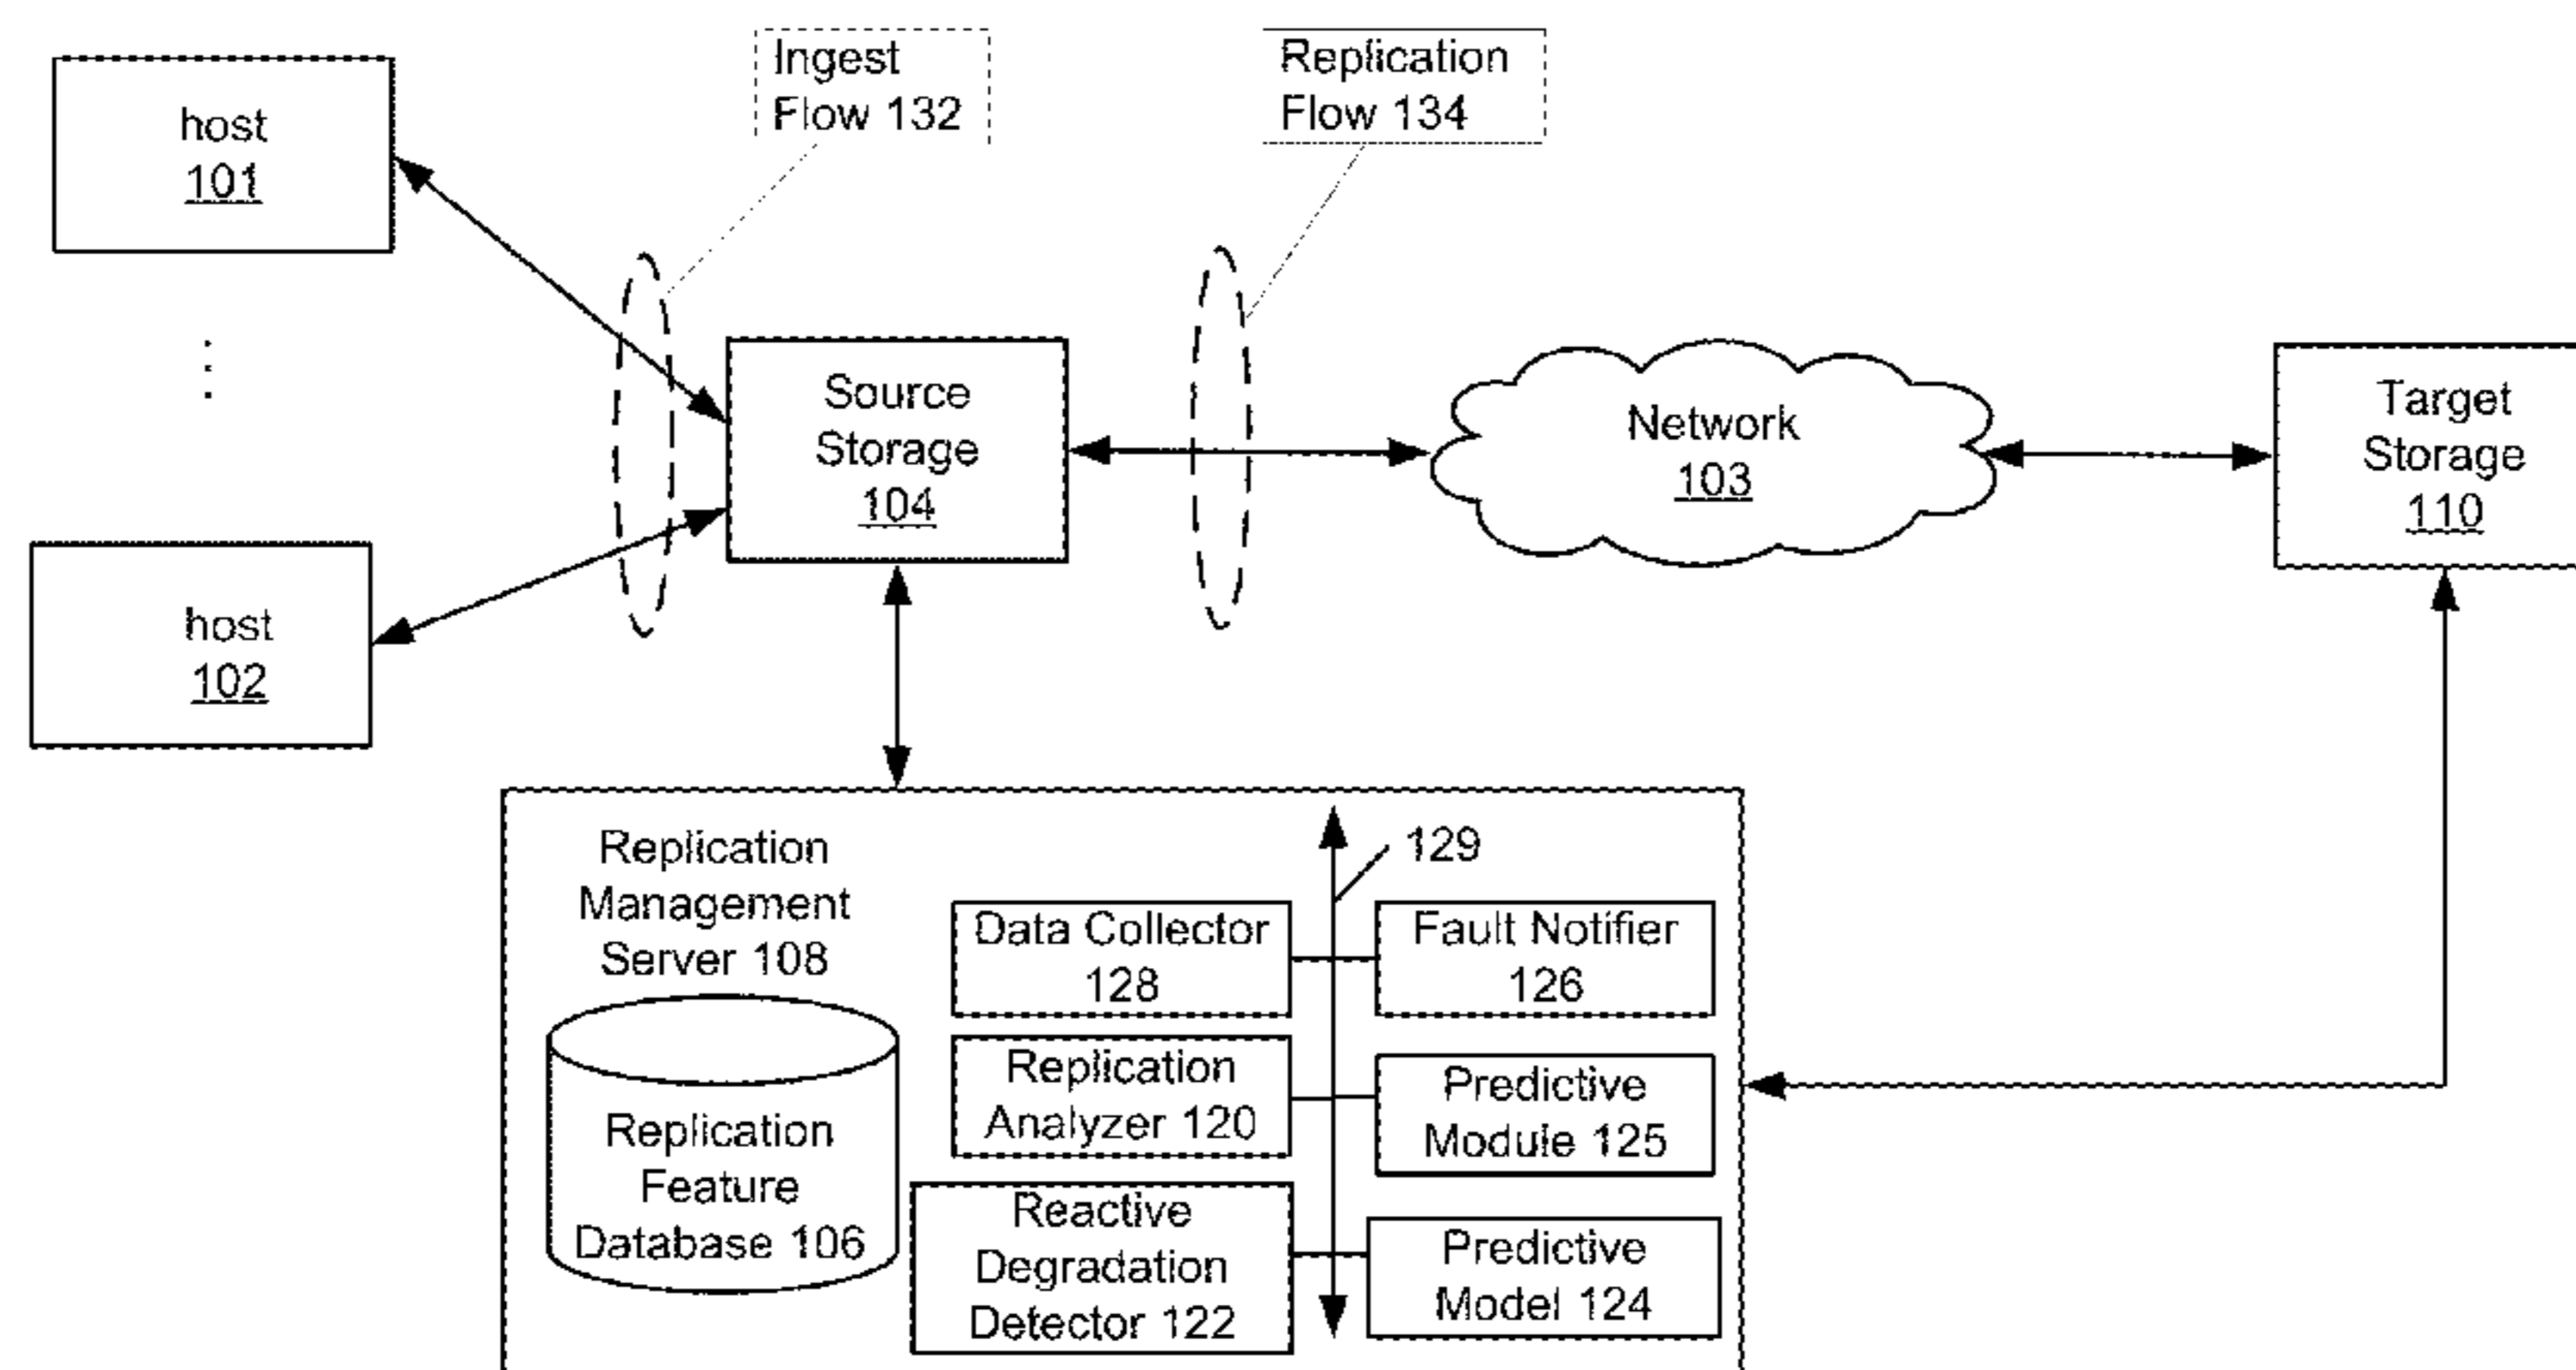 Ingest
Flow 132
Replication
Flow 134
host
101
Source
Storage
104
Network
103
Target
Storage
110
host
102
Replication
Management
Server 108
129
Data Collector
128
Fault Notifier
126
Replication
Analyzer 120
Predictive
Module 125
Replication
Feature
Database 106
Reactive
Degradation
Detector 122
Predictive
Model 124